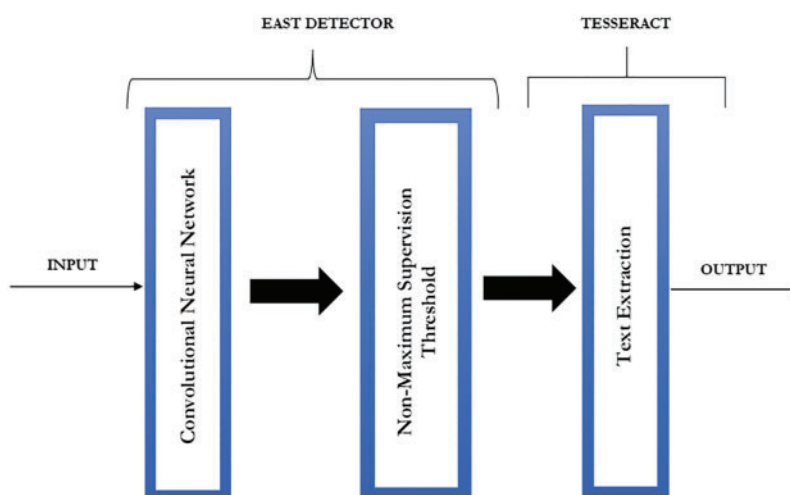 EAST DETECTOR
TESSERACT
INPUT
Convolutional Neural Network
Non-Maximum Supervision
Threshold
Text Extraction
OUTPUT